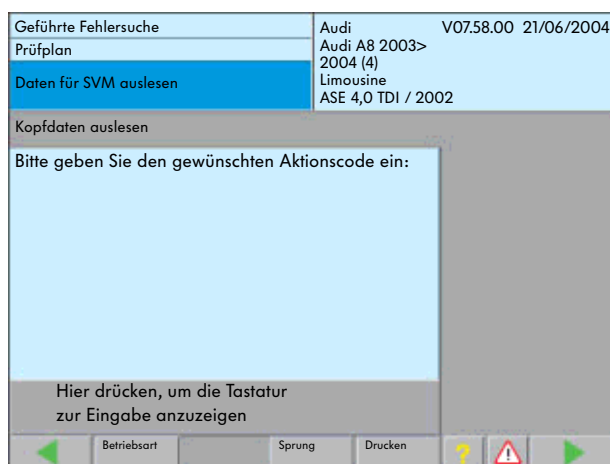 Geführte Fehlersuche
Prüfplan
Daten für SVM auslesen
Audi V07.58.00 21/06/2004
Audi A8 2003>
2004 (4)
Limousine
ASE 4,0 TDI / 2002
Kopfdaten auslesen
Bitte geben Sie den gewünschten Aktionscode ein:
Hier drücken, um die Tastatur
zur Eingabe anzuzeigen
Betriebsart Sprung Drucken ? !